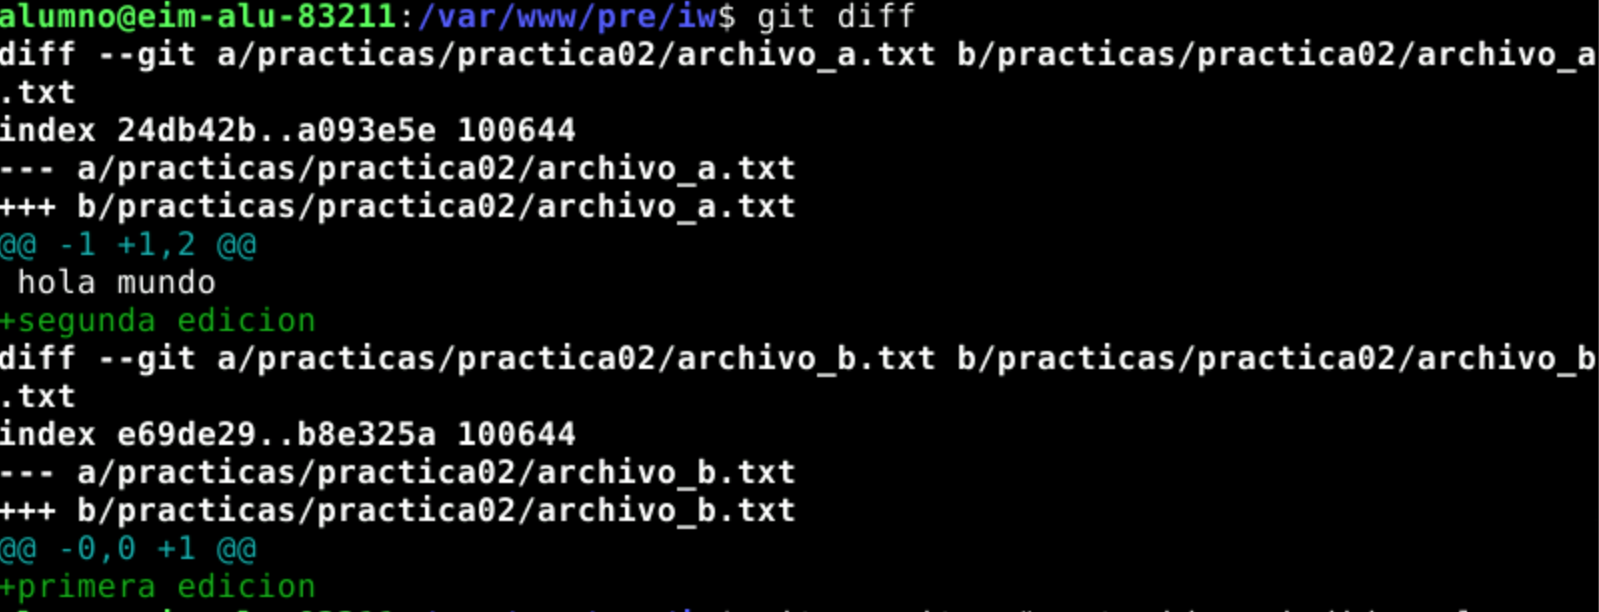 alumno@eim-alu-83211:/var/www/pre/iw$ git diff
diff --git a/practicas/practica02/archivo_a.txt b/practicas/practica02/archivo_a
.txt
index 24db42b..a093e5e 100644
--- a/practicas/practica02/archivo_a.txt
+++ b/practicas/practica02/archivo_a.txt
@@ -1 +1,2 @@
 hola mundo
+segunda edicion
diff --git a/practicas/practica02/archivo_b.txt b/practicas/practica02/archivo_b
.txt
index e69de29..b8e325a 100644
--- a/practicas/practica02/archivo_b.txt
+++ b/practicas/practica02/archivo_b.txt
@@ -0,0 +1 @@
+primera edicion